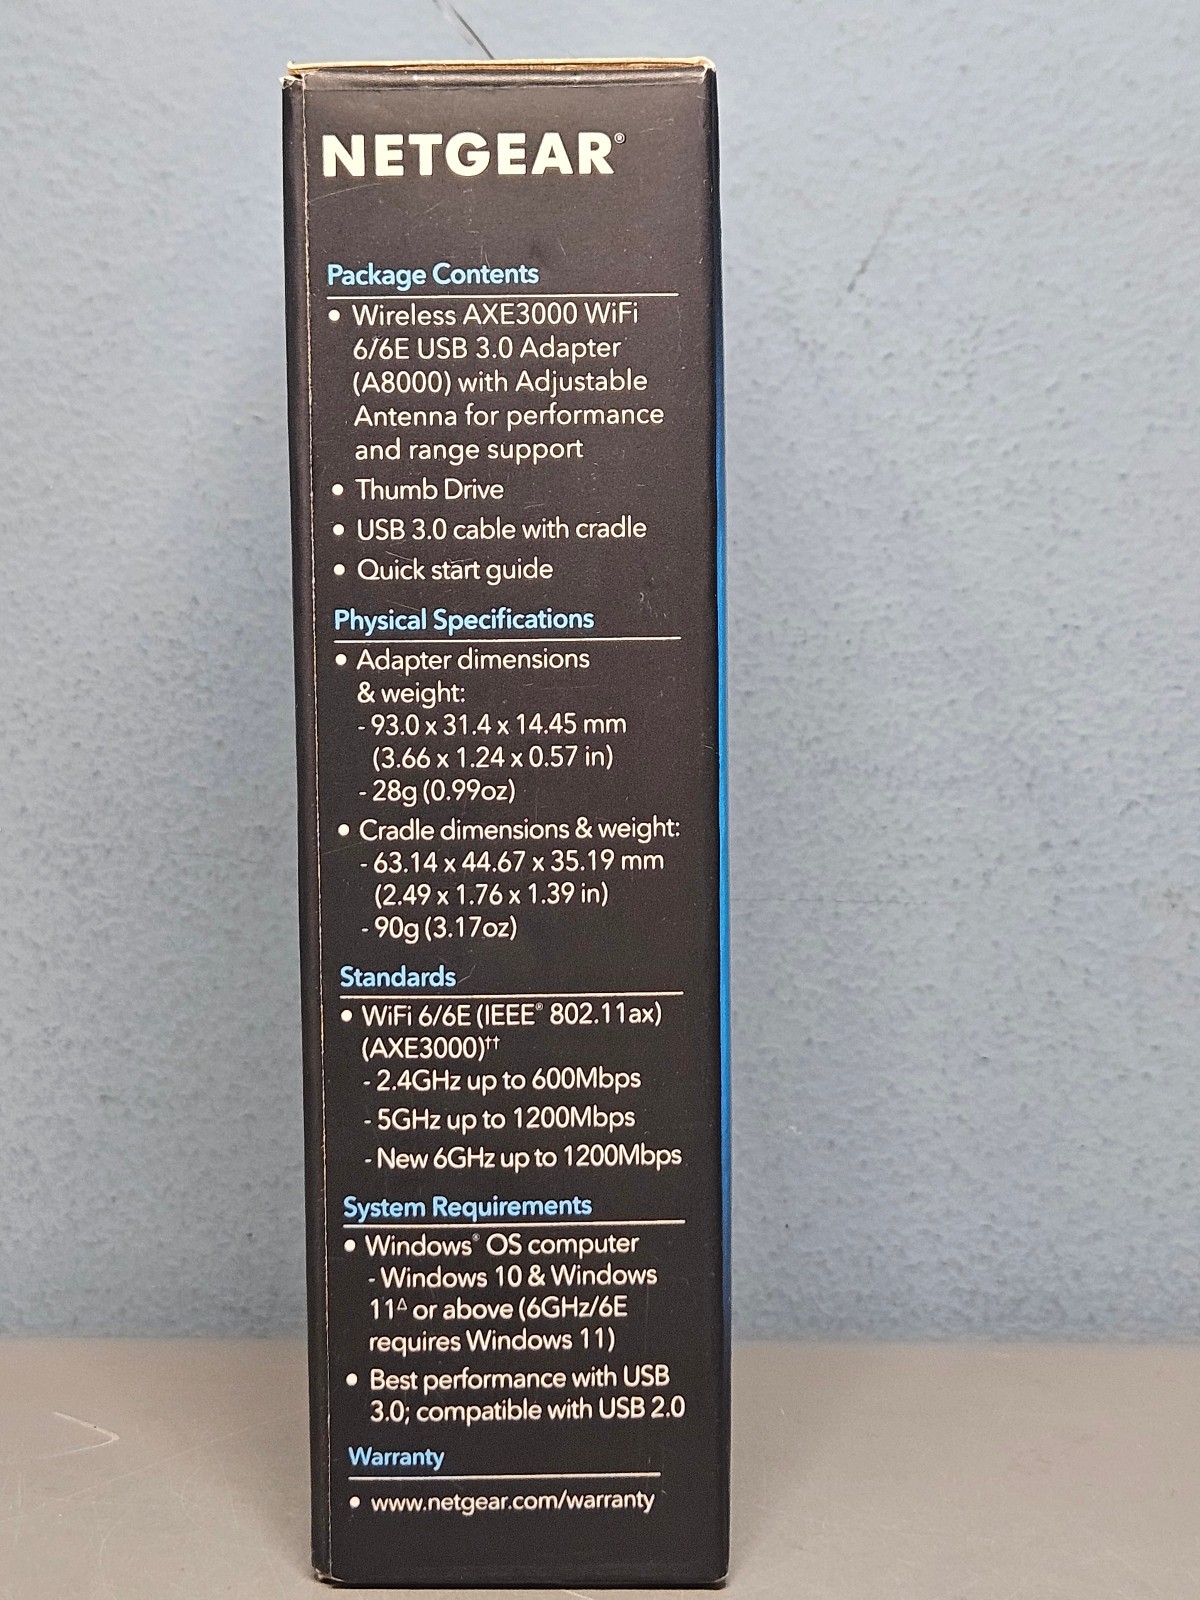 NETGEAR®
Package Contents
• Wireless AXE3000 WiFi
6/6E USB 3.0 Adapter
(A8000) with Adjustable
Antenna for performance
and range support
• Thumb Drive
• USB 3.0 cable with cradle
• Quick start guide
Physical Specifications
• Adapter dimensions
& weight:
- 93.0 x 31.4 x 14.45 mm
(3.66 x 1.24 x 0.57 in)
- 28g (0.99oz)
• Cradle dimensions & weight:
- 63.14 x 44.67 x 35.19 mm
(2.49 x 1.76 x 1.39 in)
- 90g (3.17oz)
Standards
• WiFi 6/6E (IEEE® 802.11ax)
(AXE3000)††
- 2.4GHz up to 600Mbps
- 5GHz up to 1200Mbps
- New 6GHz up to 1200Mbps
System Requirements
• Windows® OS computer
- Windows 10 & Windows
11∆ or above (6GHz/6E
requires Windows 11)
• Best performance with USB
3.0; compatible with USB 2.0
Warranty
• www.netgear.com/warranty